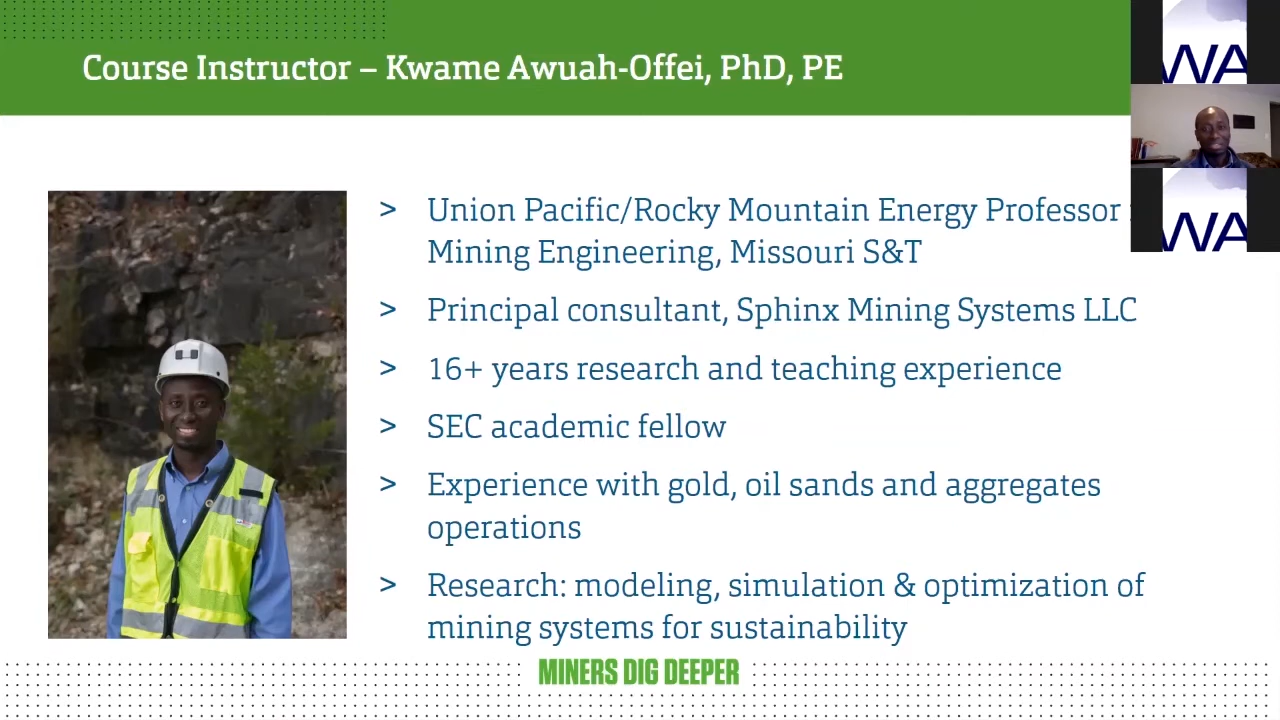 Course Instructor – Kwame Awuah-Offei, PhD, PE
WA
> Union Pacific/Rocky Mountain Energy Professor
Mining Engineering, Missouri S&T
WA
> Principal consultant, Sphinx Mining Systems LLC
> 16+ years research and teaching experience
> SEC academic fellow
> Experience with gold, oil sands and aggregates
operations
> Research: modeling, simulation & optimization of
mining systems for sustainability
MINERS DIG DEEPER